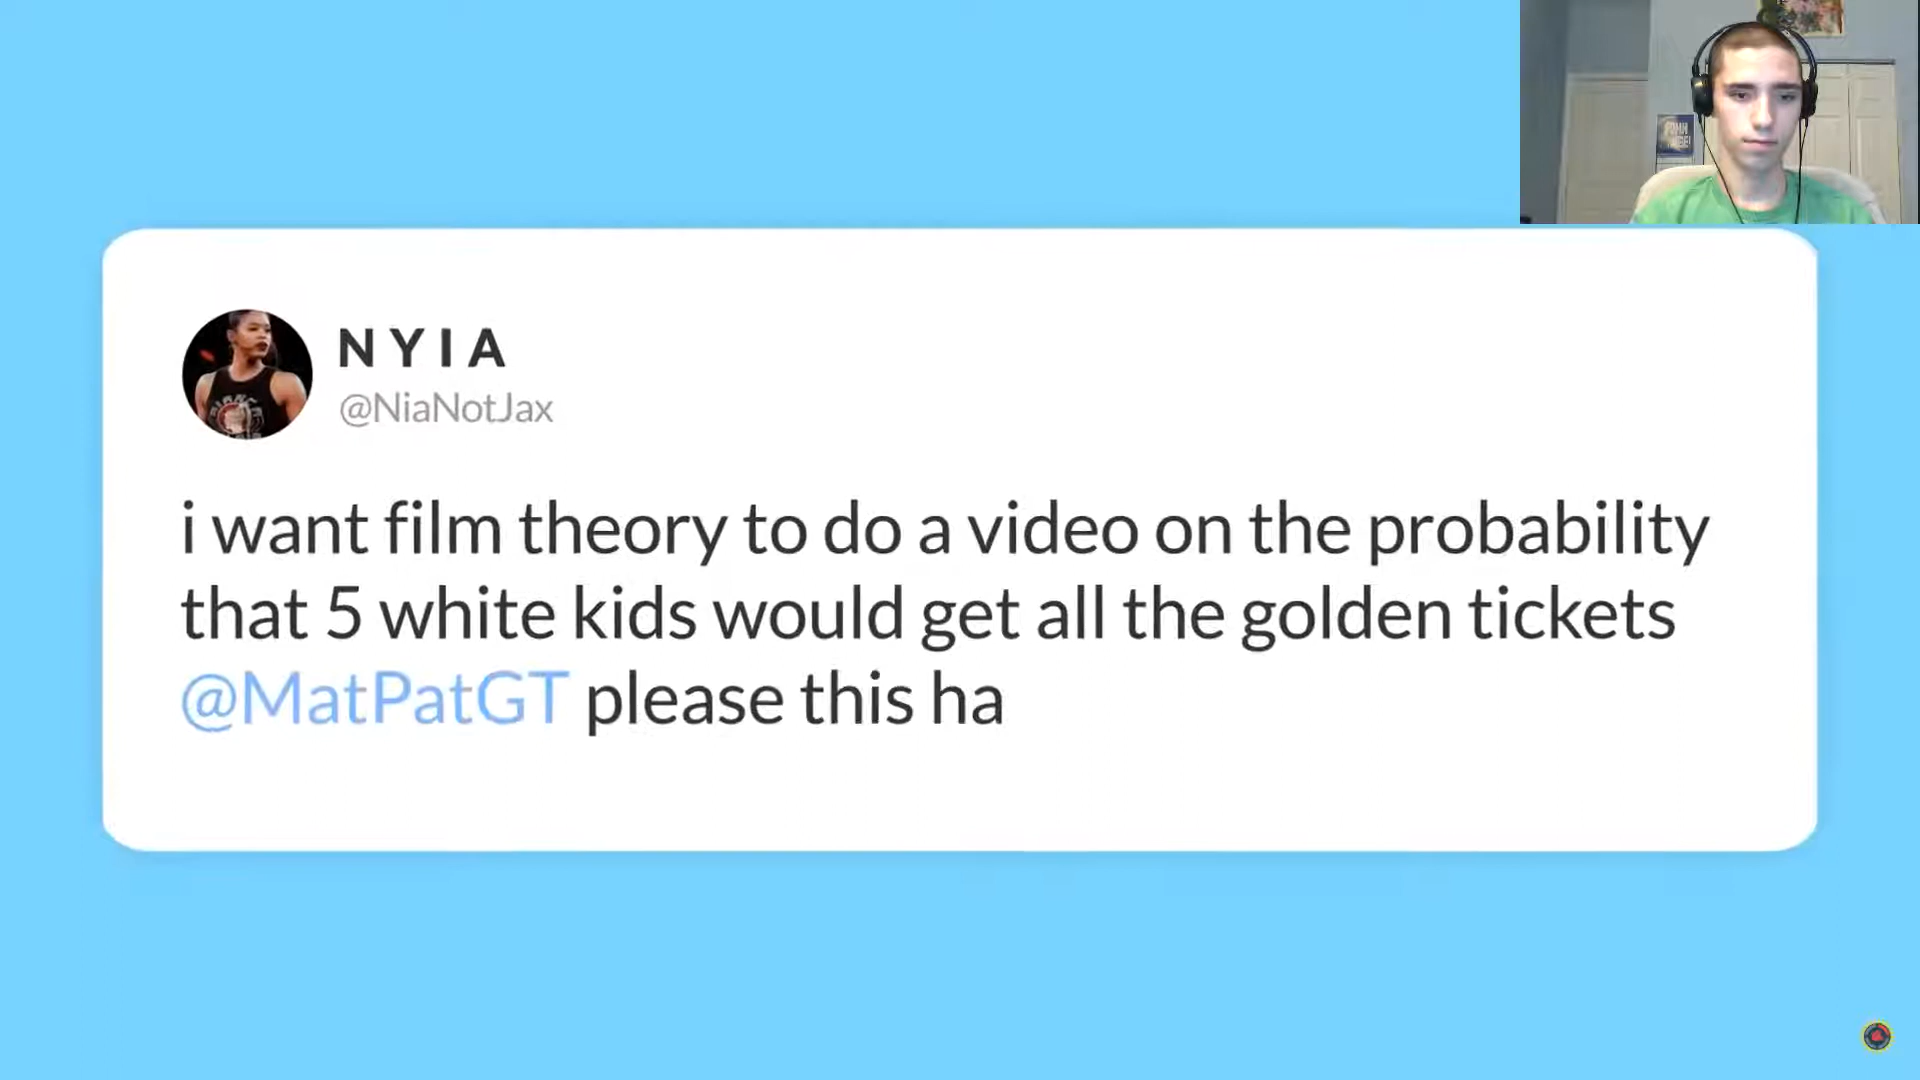 N Y I A
@NiaNotJax
i want film theory to do a video on the probability
that 5 white kids would get all the golden tickets
@MatPatGT please this ha